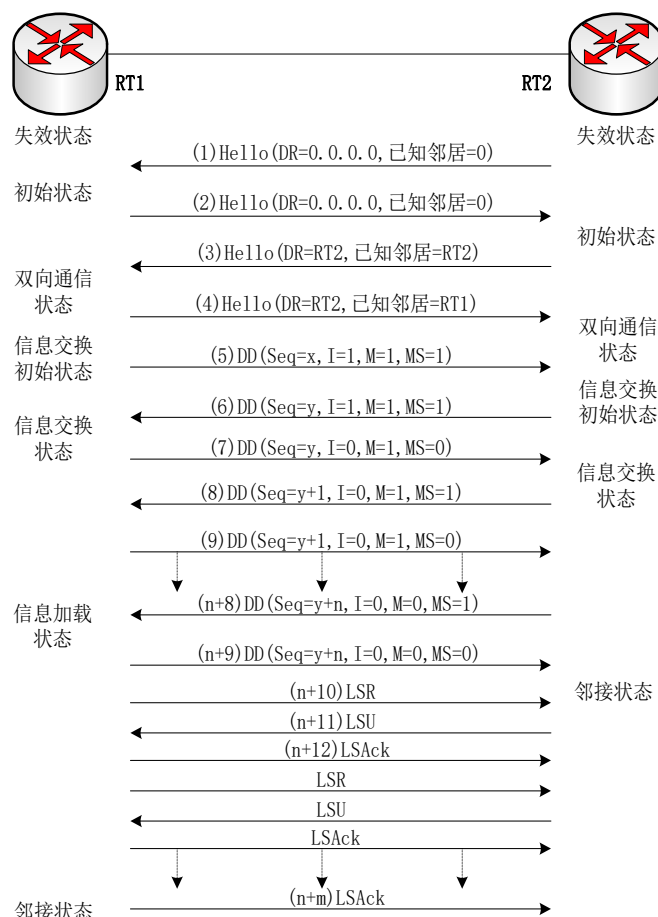 RT1
RT2
失效状态
失效状态
(1)Hello(DR=0.0.0.0,已知邻居=0)
初始状态
(2)Hello(DR=0.0.0.0,已知邻居=0)
初始状态
(3)Hello(DR=RT2,已知邻居=RT2)
双向通信
状态
(4)Hello(DR=RT2,已知邻居=RT1)
双向通信
状态
信息交换
初始状态
(5)DD(Seq=x,I=1,M=1,MS=1)
信息交换
初始状态
(6)DD(Seq=y,I=1,M=1,MS=1)
信息交换
状态
(7)DD(Seq=y,I=0,M=1,MS=0)
信息交换
状态
(8)DD(Seq=y+1,I=0,M=1,MS=1)
(9)DD(Seq=y+1,I=0,M=1,MS=0)
信息加载
状态
(n+8)DD(Seq=y+n,I=0,M=0,MS=1)
(n+9)DD(Seq=y+n,I=0,M=0,MS=0)
(n+10)LSR
邻接状态
(n+11)LSU
(n+12)LSAck
LSR
LSU
LSAck
(n+m)LSAck
邻接状态